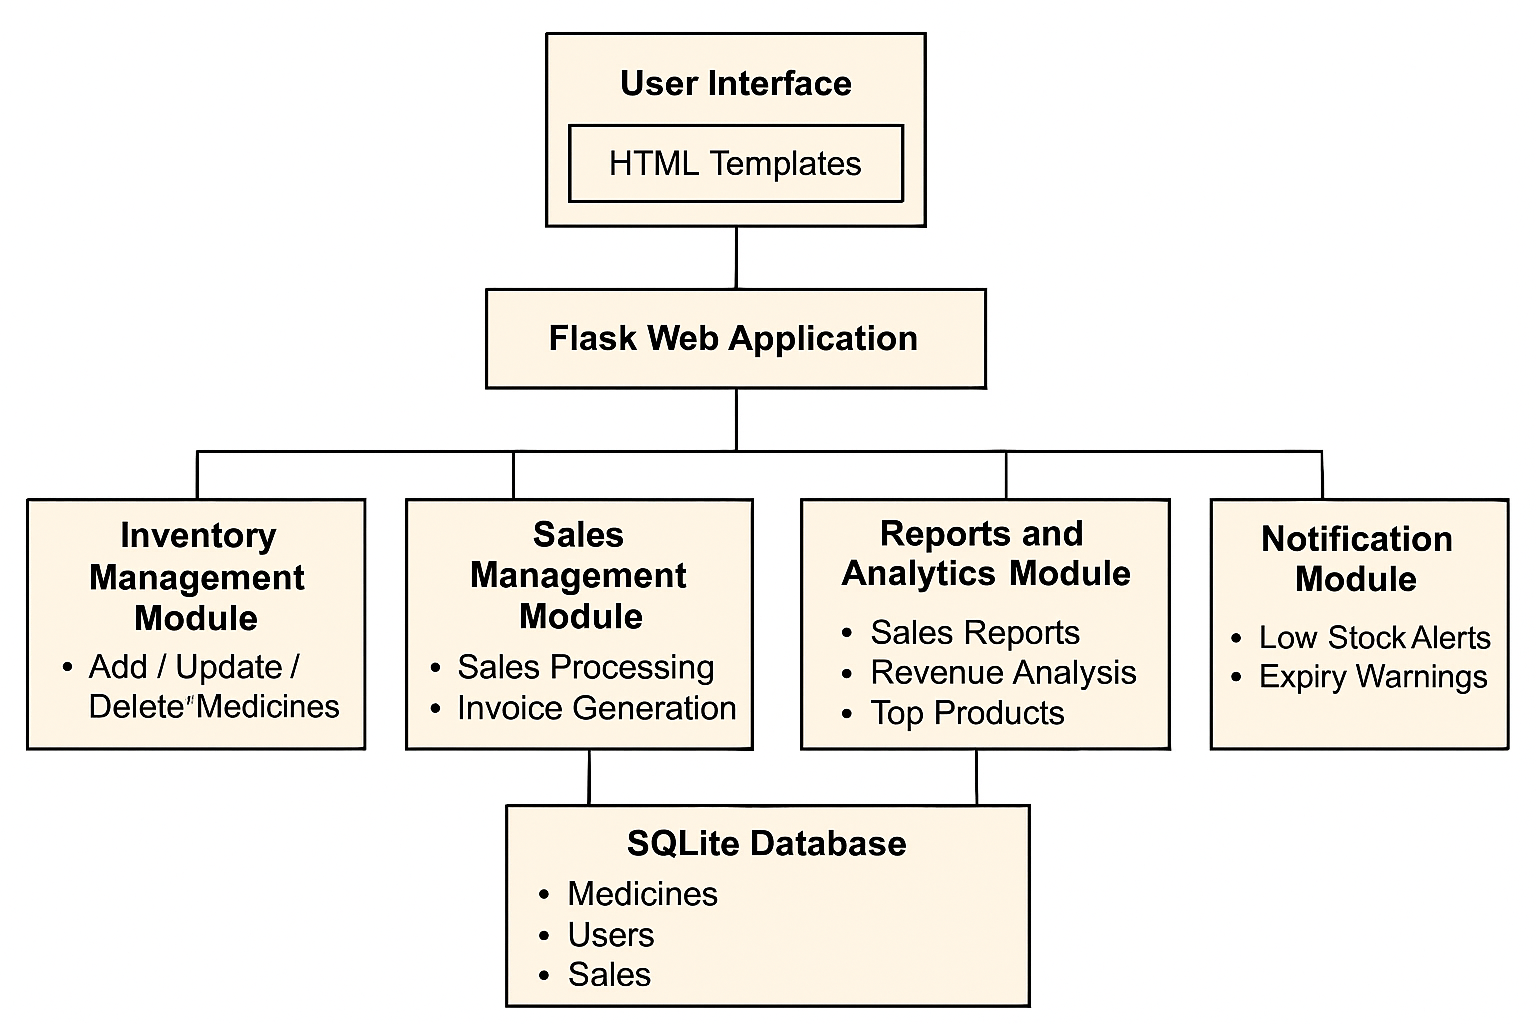 User Interface
HTML Templates
Flask Web Application
Inventory
Management
Module
• Add / Update /
Delete Medicines
Sales
Management
Module
• Sales Processing
• Invoice Generation
Reports and
Analytics Module
• Sales Reports
• Revenue Analysis
• Top Products
Notification
Module
• Low Stock Alerts
• Expiry Warnings
SQLite Database
• Medicines
• Users
• Sales